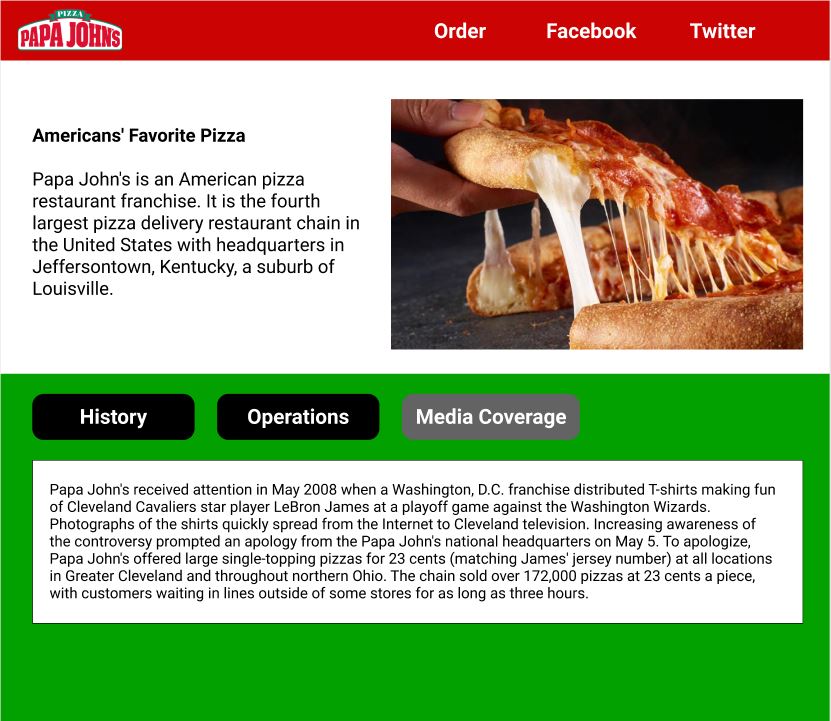 PIZZA
PAPA JOHNS
Order Facebook Twitter
Americans' Favorite Pizza
Papa John's is an American pizza
restaurant franchise. It is the fourth
largest pizza delivery restaurant chain in
the United States with headquarters in
Jeffersontown, Kentucky, a suburb of
Louisville.
History Operations Media Coverage
Papa John's received attention in May 2008 when a Washington, D.C. franchise distributed T-shirts making fun
of Cleveland Cavaliers star player LeBron James at a playoff game against the Washington Wizards.
Photographs of the shirts quickly spread from the Internet to Cleveland television. Increasing awareness of
the controversy prompted an apology from the Papa John's national headquarters on May 5. To apologize,
Papa John's offered large single-topping pizzas for 23 cents (matching James' jersey number) at all locations
in Greater Cleveland and throughout northern Ohio. The chain sold over 172,000 pizzas at 23 cents a piece,
with customers waiting in lines outside of some stores for as long as three hours.